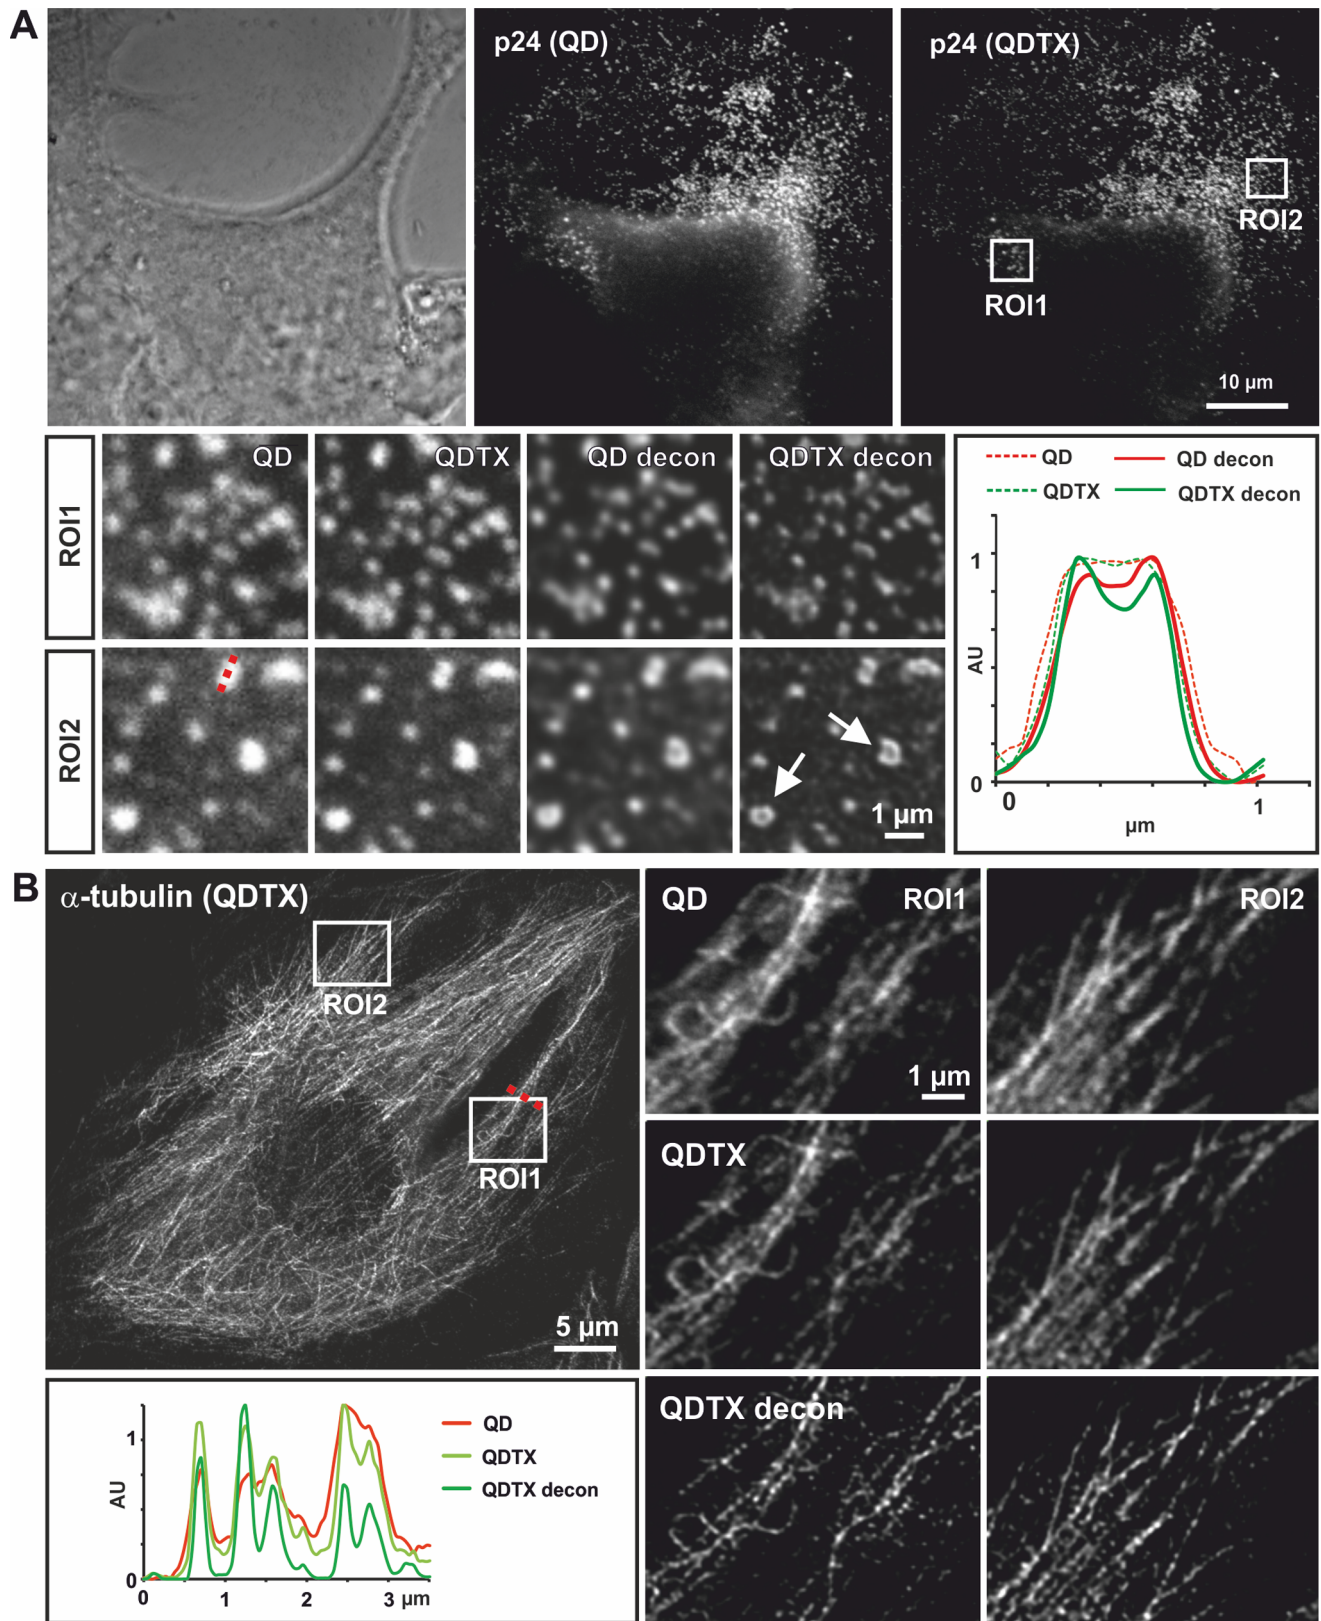 A
p24 (QD)
p24 (QDTX)
ROI2
ROI1
10 µm
ROI1
QD
QDTX
QD decon
QDTX decon
ROI2
1 µm
QD
QD decon
QDTX
QDTX decon
1
AU
0
0
1
µm
B
α-tubulin (QDTX)
ROI2
ROI1
5 µm
QD
ROI1
ROI2
1 µm
QDTX
QDTX decon
1
AU
0
0
1
2
3 µm
QD
QDTX
QDTX decon